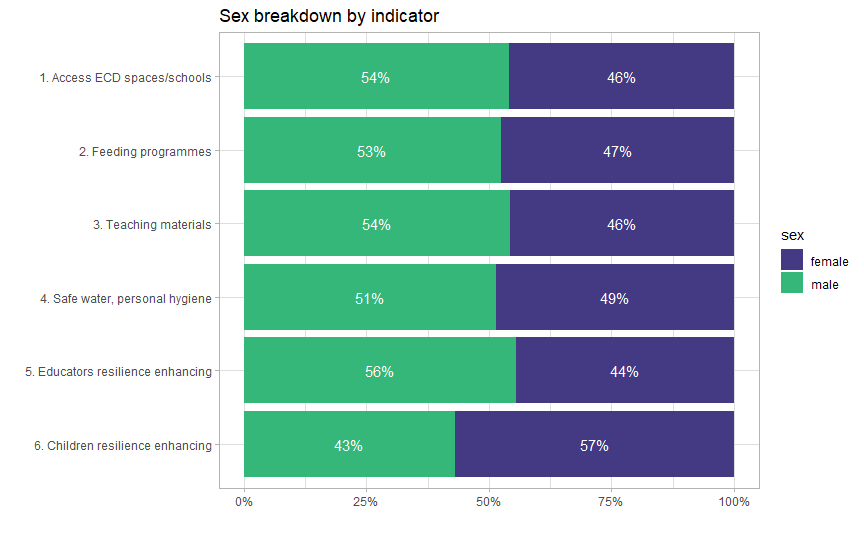 Sex breakdown by indicator
1. Access ECD spaces/schools
54%
46%
2. Feeding programmes
53%
47%
3. Teaching materials
54%
46%
4. Safe water, personal hygiene
51%
49%
5. Educators resilience enhancing
56%
44%
6. Children resilience enhancing
43%
57%
0%
25%
50%
75%
100%
sex
female
male